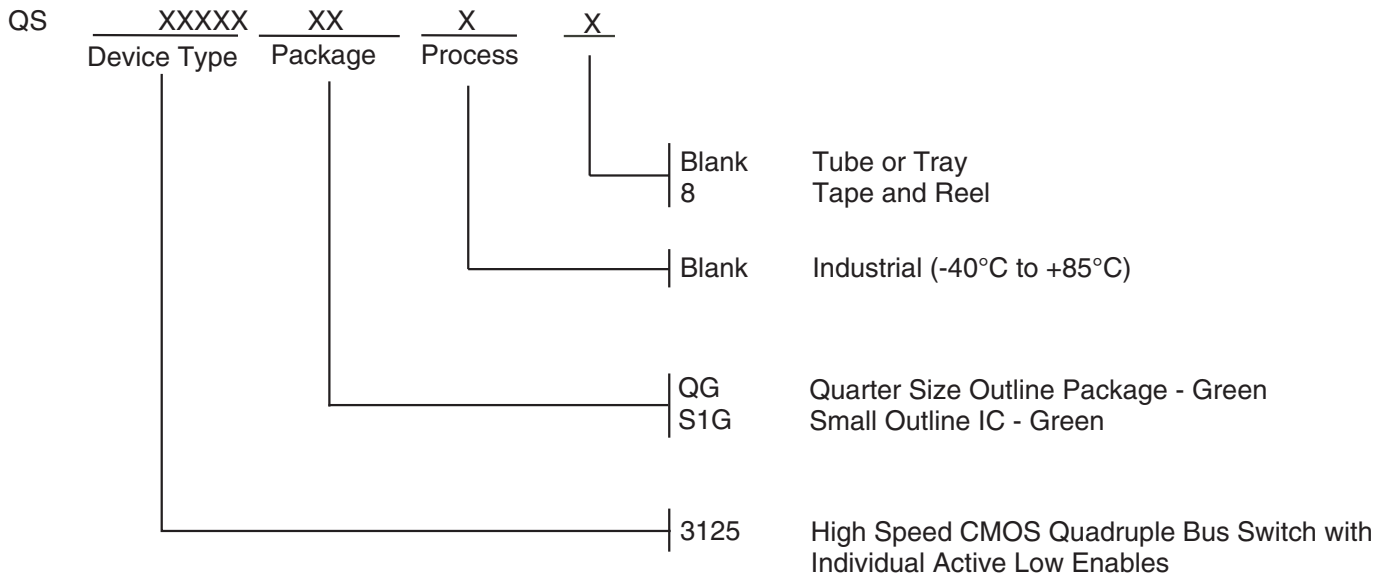 QS XXXXX XX X X
Device Type Package Process
Blank Tube or Tray
8 Tape and Reel
Blank Industrial (-40°C to +85°C)
QG Quarter Size Outline Package - Green
S1G Small Outline IC - Green
3125 High Speed CMOS Quadruple Bus Switch with
Individual Active Low Enables